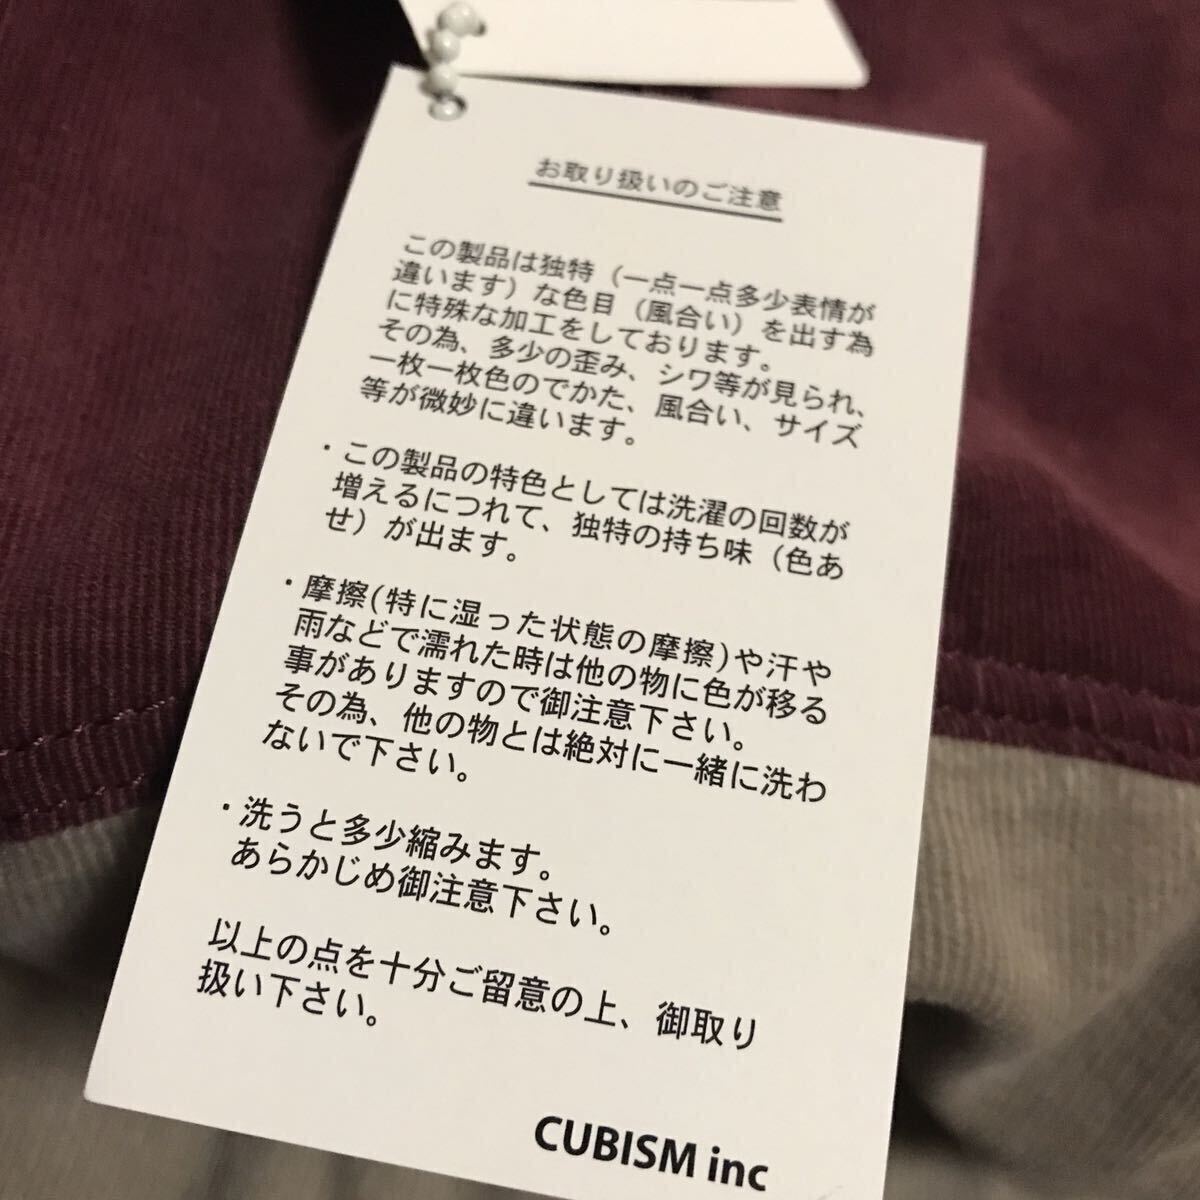 お取り扱いのご注意
この製品は独特（一点一点多少表情が
違います）な色目（風合い）を出す為
に特殊な加工をしております。
その為、多少の歪み、シワ等が見られ、
一枚一枚色のでかた、風合い、サイズ
等が微妙に違います。
・この製品の特色としては洗濯の回数が
増えるにつれて、独特の持ち味（色あ
せ）が出ます。
・摩擦(特に湿った状態の摩擦)や汗や
雨などで濡れた時は他の物に色が移る
事がありますので御注意下さい。
その為、他の物とは絶対に一緒に洗わ
ないで下さい。
・洗うと多少縮みます。
あらかじめ御注意下さい。
以上の点を十分ご留意の上、御取り
扱い下さい。
CUBISM inc